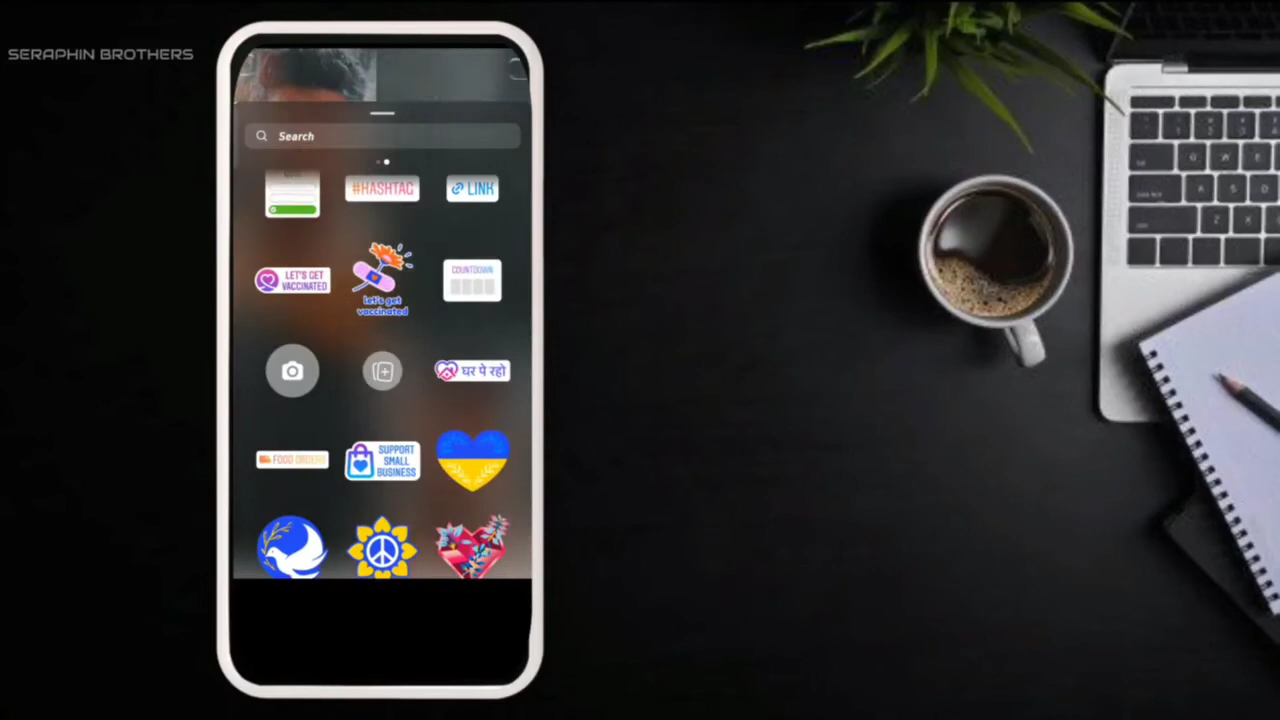 SERAPHIN BROTHERS
Search
#HASHTAG
LINK
LET'S GET
VACCINATED
Let's get
vaccinated
COUNTDOWN
घर पे रहो
FOOD ORDERS
SUPPORT
SMALL
BUSINESS